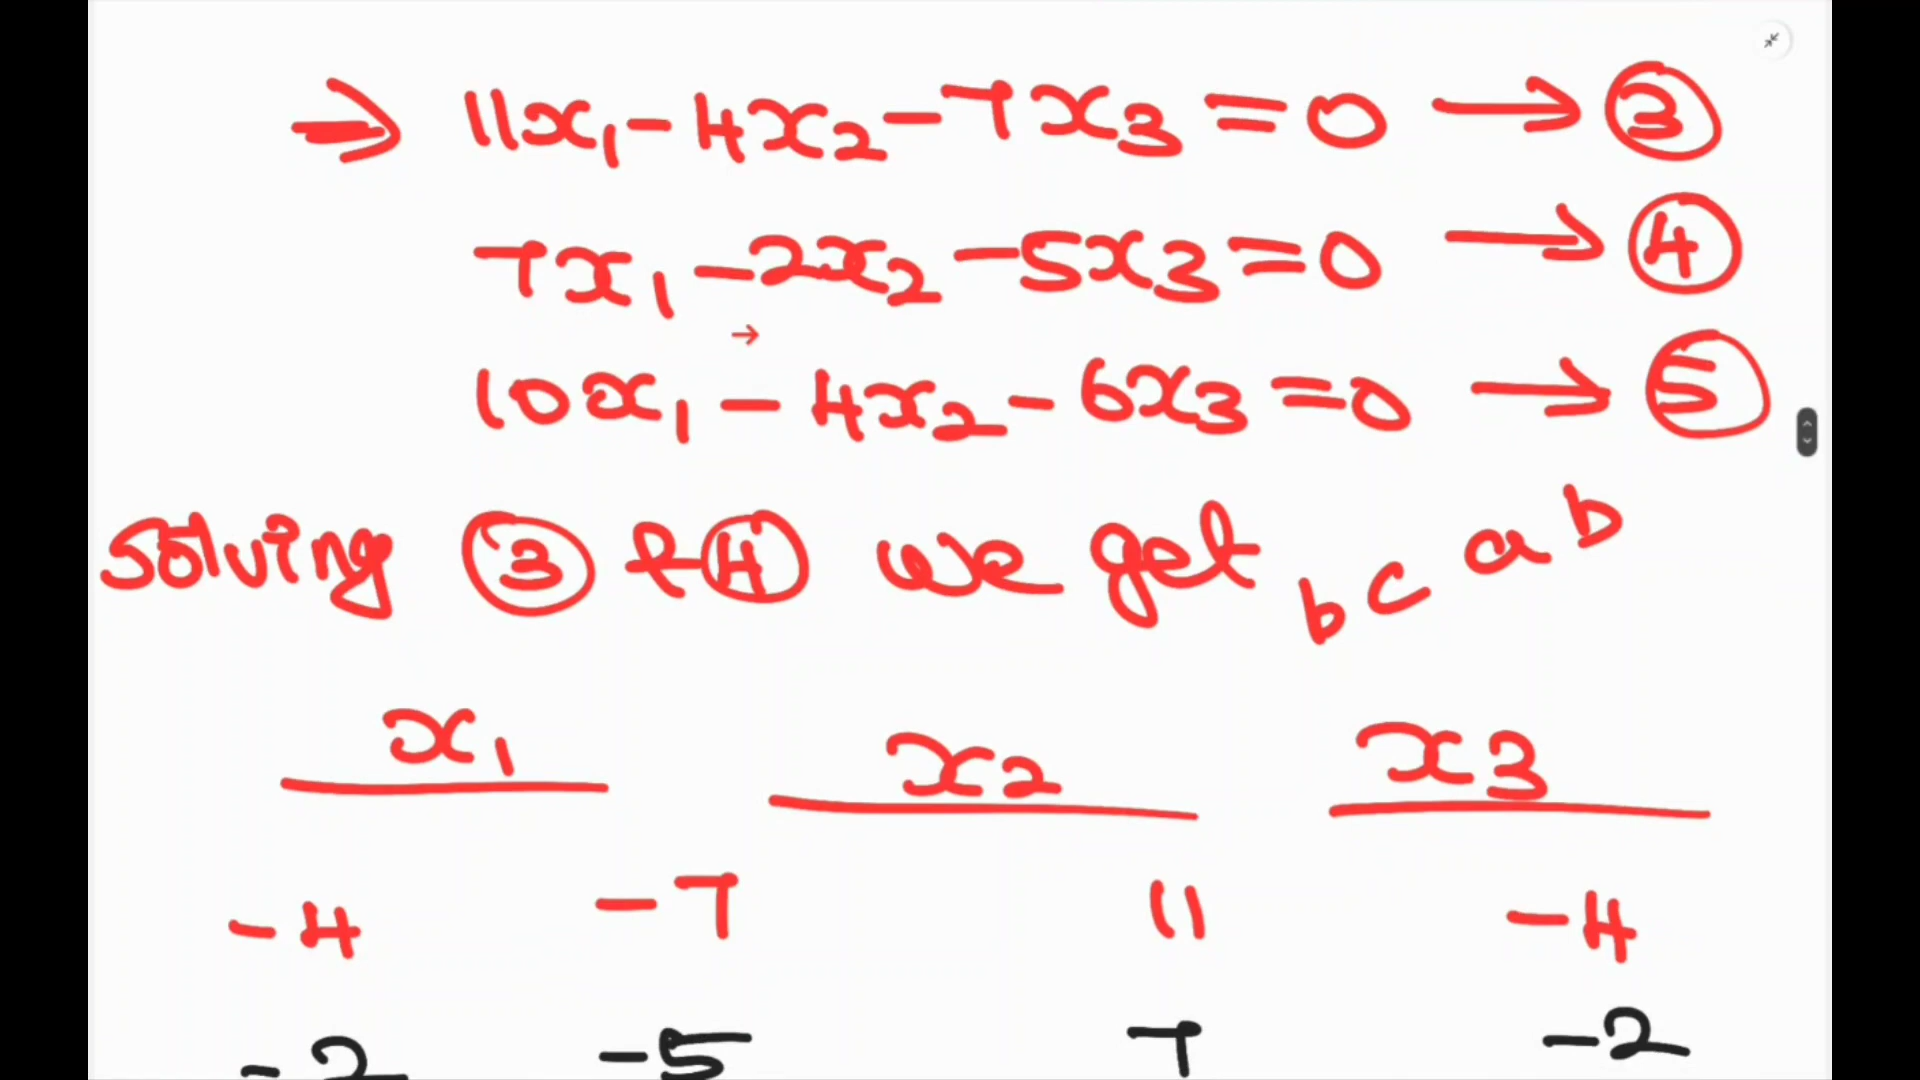 ⇒ 11x₁ - 4x₂ - 7x₃ = 0 → ③
7x₁ - 2x₂ - 5x₃ = 0 → ④
→
10x₁ - 4x₂ - 6x₃ = 0 → ⑤
Solving ③ & ④ we get b c a b
x₁ x₂ x₃
-4 -7 11 -4
-2 -5 7 -2